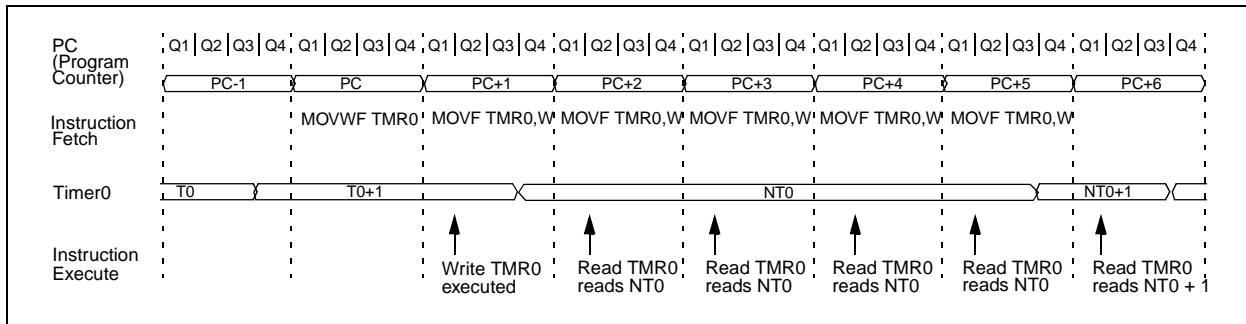 PC (Program Counter)
Q1 Q2 Q3 Q4 Q1 Q2 Q3 Q4 Q1 Q2 Q3 Q4 Q1 Q2 Q3 Q4 Q1 Q2 Q3 Q4 Q1 Q2 Q3 Q4 Q1 Q2 Q3 Q4 Q1 Q2 Q3 Q4
PC-1 PC PC+1 PC+2 PC+3 PC+4 PC+5 PC+6
Instruction Fetch
MOVWF TMR0 MOVF TMR0,W MOVF TMR0,W MOVF TMR0,W MOVF TMR0,W MOVF TMR0,W
Timer0
T0 T0+1 NT0 NT0+1
Instruction Execute
Write TMR0 executed
Read TMR0 reads NT0
Read TMR0 reads NT0
Read TMR0 reads NT0
Read TMR0 reads NT0
Read TMR0 reads NT0 + 1